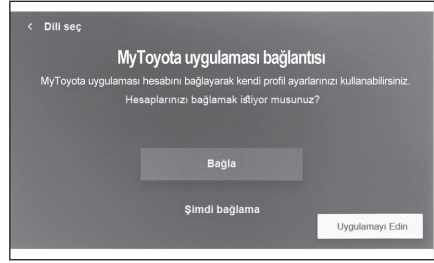 < Dili seç
MyToyota uygulaması bağlantısı
MyToyota uygulaması hesabını bağlayarak kendi profil ayarlarınızı kullanabilirsiniz.
Hesaplarınızı bağlamak istiyor musunuz?
Bağla
Şimdi bağlama
Uygulamayı Edin